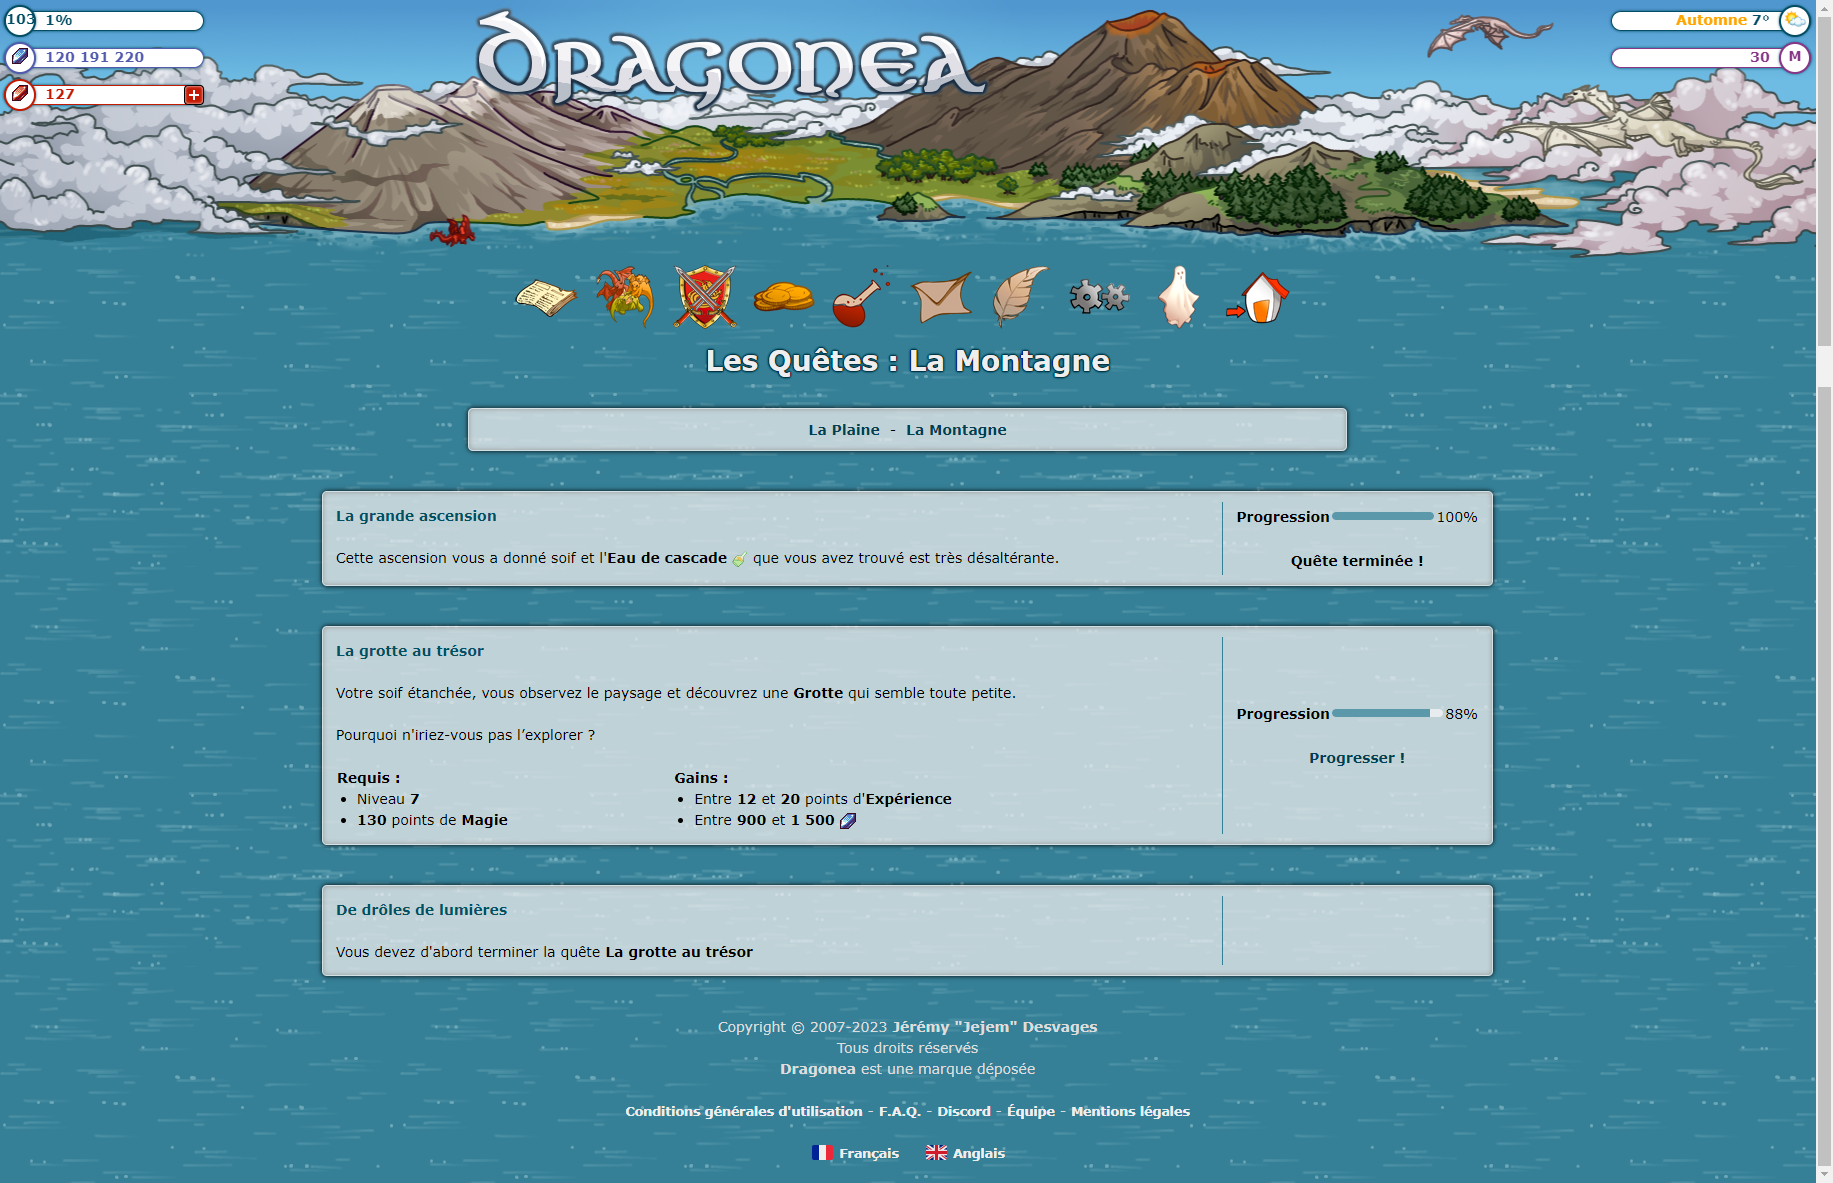 103 1%
120 191 220
127
Dragonea
Automne 7°
30 M
Les Quêtes : La Montagne
La Plaine - La Montagne
La grande ascension
Cette ascension vous a donné soif et l'Eau de cascade que vous avez trouvé est très désaltérante.
Progression 100%
Quête terminée !
La grotte au trésor
Votre soif étanchée, vous observez le paysage et découvrez une Grotte qui semble toute petite.
Pourquoi n'iriez-vous pas l’explorer ?
Requis :
• Niveau 7
• 130 points de Magie
Gains :
• Entre 12 et 20 points d'Expérience
• Entre 900 et 1 500
Progression 88%
Progresser !
De drôles de lumières
Vous devez d'abord terminer la quête La grotte au trésor
Copyright © 2007-2023 Jérémy "Jejem" Desvages
Tous droits réservés
Dragonea est une marque déposée
Conditions générales d'utilisation - F.A.Q. - Discord - Équipe - Mentions légales
Français Anglais